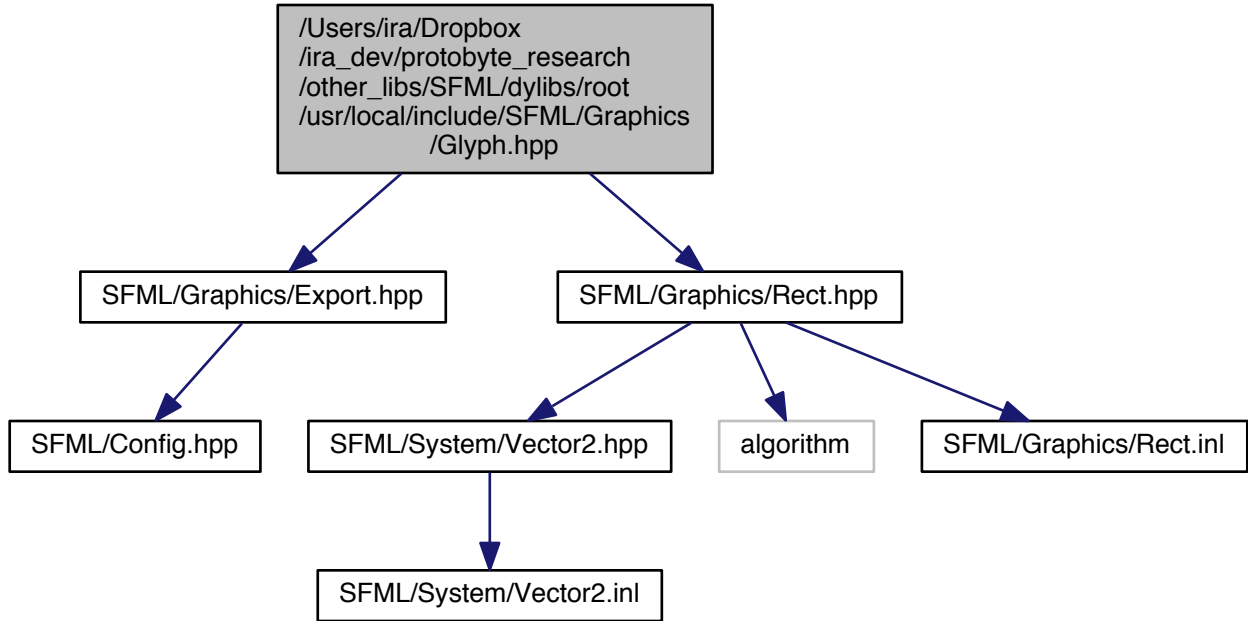 /Users/ira/Dropbox
/ira_dev/protobyte_research
/other_libs/SFML/dylibs/root
/usr/local/include/SFML/Graphics
/Glyph.hpp
SFML/Graphics/Export.hpp
SFML/Graphics/Rect.hpp
SFML/Config.hpp
SFML/System/Vector2.hpp
algorithm
SFML/Graphics/Rect.inl
SFML/System/Vector2.inl